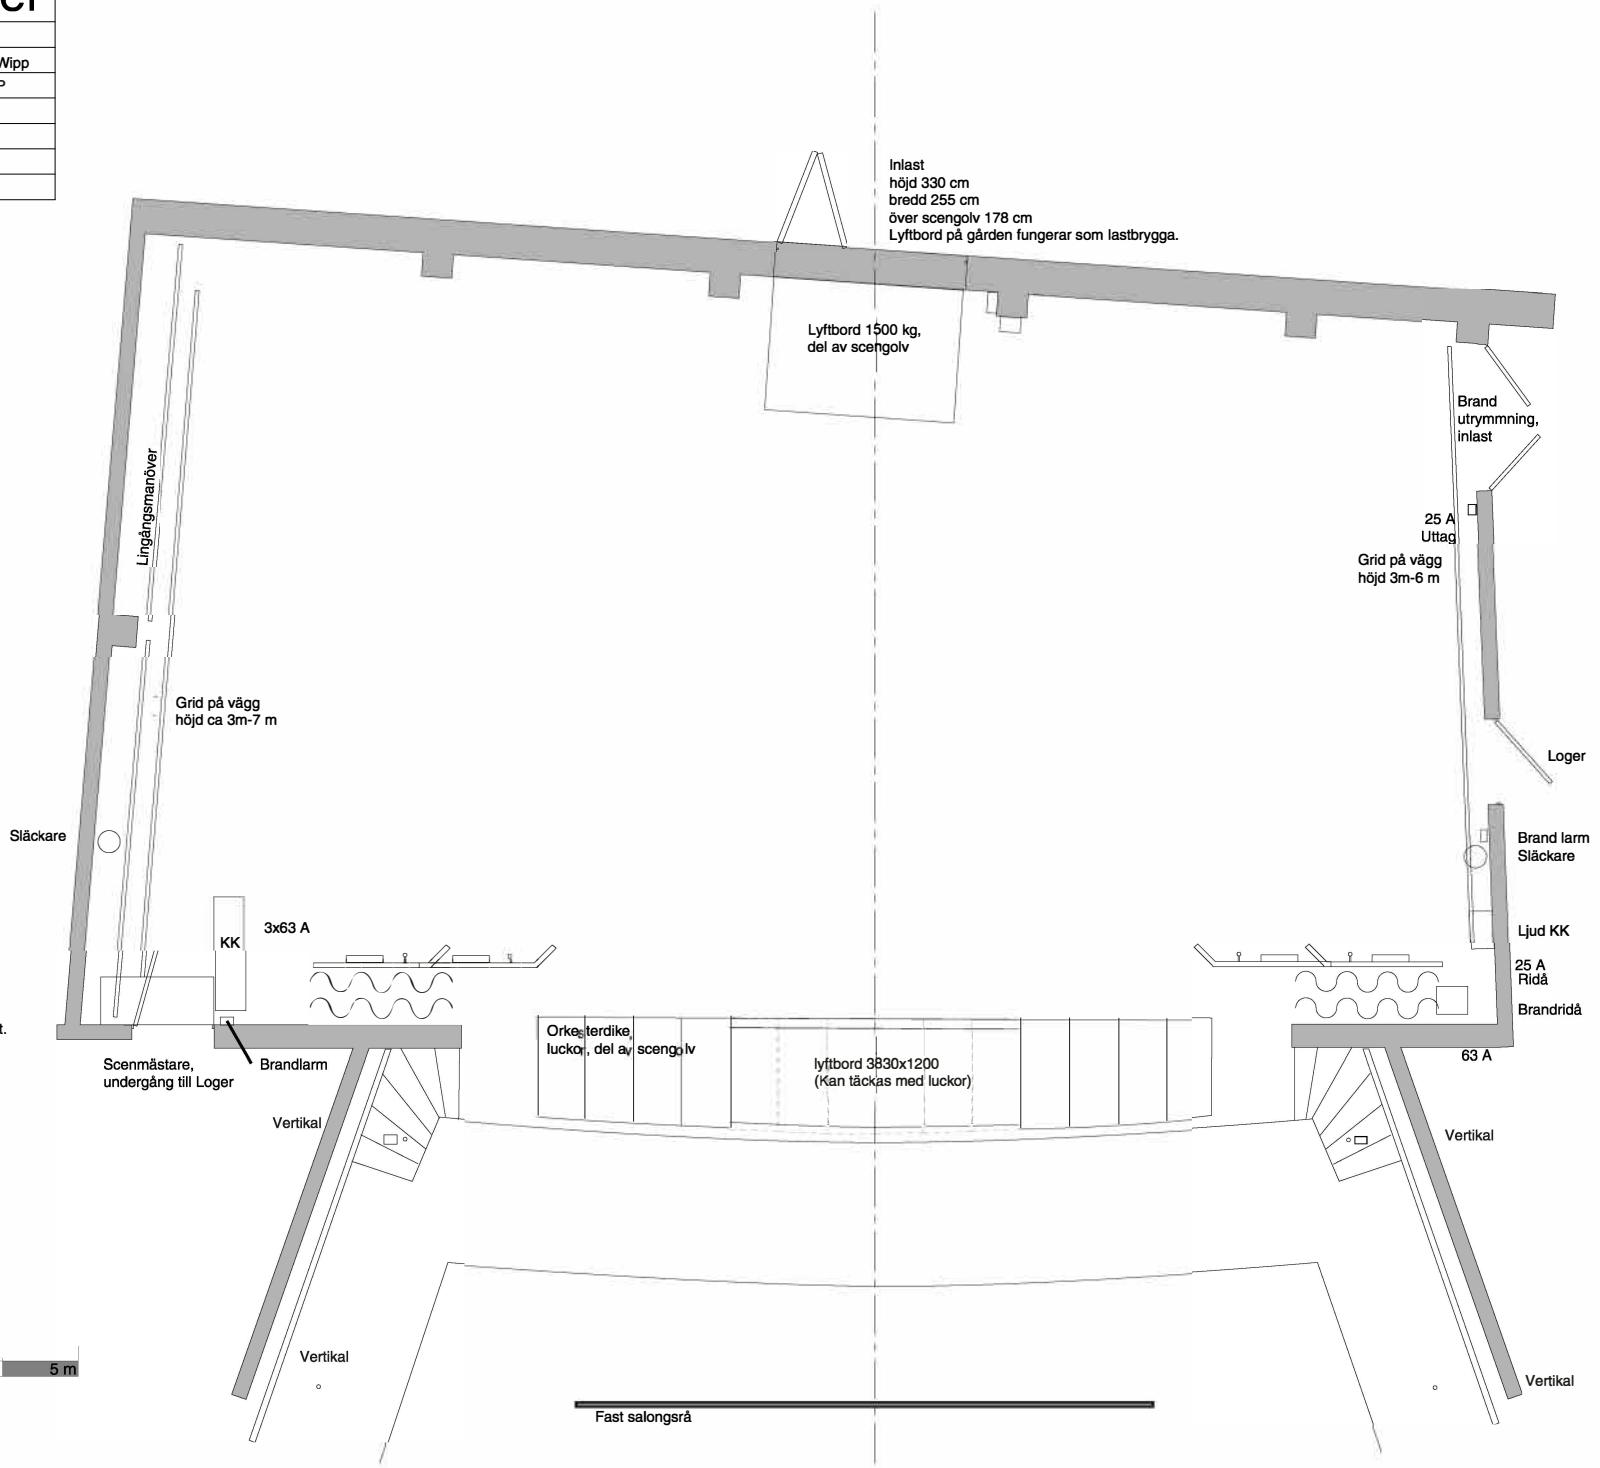 Wipp
Inlast
höjd 330 cm
bredd 255 cm
över scengolv 178 cm
Lyftbord på gården fungerar som lastbrygga.
Lyftbord 1500 kg,
del av scengolv
Brand
utrymmning,
inlast
Lingångsmanöver
25 A
Uttag
Grid på vägg
höjd 3m-6 m
Grid på vägg
höjd ca 3m-7 m
Loger
Släckare
Brand larm
Släckare
KK
3x63 A
Ljud KK
25 A
Ridå
Brandridå
t.
Orkesterdike,
luckor, del av scengolv
lyftbord 3830x1200
(Kan täckas med luckor)
63 A
Scenmästare,
undergång till Loger
Brandlarm
Vertikal
Vertikal
Vertikal
5 m
Vertikal
Fast salongsrå